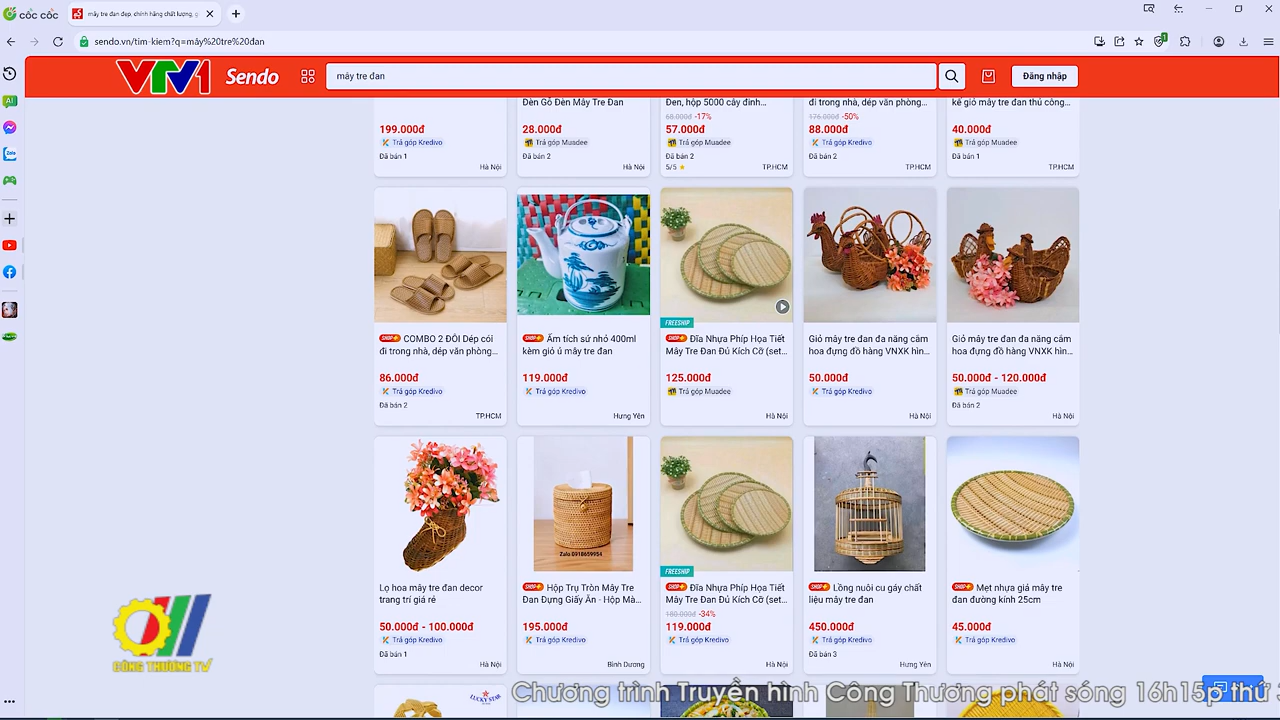 cốc cốc
mây tre đan đẹp, chính hãng chất lượng, g
sendo.vn/tim-kiem?q=mây%20tre%20đan
VTV1
Sendo
mây tre đan
Đăng nhập
199.000đ
Trả góp Kredivo
Đã bán 1
Hà Nội
Đèn Gỗ Đèn Mây Tre Đan
28.000đ
Trả góp Muadee
Đã bán 2
Hà Nội
Đen, hộp 5000 cây đinh...
68.000đ -17%
57.000đ
Trả góp Muadee
Đã bán 2
5/5
TP.HCM
đi trong nhà, dép văn phòng...
176.000đ -50%
88.000đ
Trả góp Kredivo
Đã bán 2
TP.HCM
kế giỏ mây tre đan thủ công...
40.000đ
Trả góp Muadee
Đã bán 1
TP.HCM
SHOP+ COMBO 2 ĐÔI Dép cói
đi trong nhà, dép văn phòng...
86.000đ
Trả góp Kredivo
Đã bán 2
TP.HCM
SHOP+ Ấm tích sứ nhỏ 400ml
kèm giỏ ủ mây tre đan
119.000đ
Trả góp Kredivo
Hưng Yên
FREESHIP
SHOP+ Đĩa Nhựa Phíp Họa Tiết
Mây Tre Đan Đủ Kích Cỡ (set...
125.000đ
Trả góp Muadee
Hà Nội
Giỏ mây tre đan đa năng cắm
hoa đựng đồ hàng VNXK hìn...
50.000đ
Trả góp Kredivo
Hà Nội
Giỏ mây tre đan đa năng cắm
hoa đựng đồ hàng VNXK hìn...
50.000đ - 120.000đ
Trả góp Muadee
Đã bán 2
Hà Nội
Lọ hoa mây tre đan decor
trang trí giá rẻ
50.000đ - 100.000đ
Trả góp Kredivo
Đã bán 1
Hà Nội
Zalo.0918659954
SHOP+ Hộp Trụ Tròn Mây Tre
Đan Đựng Giấy Ăn - Hộp Mà...
195.000đ
Trả góp Kredivo
Bình Dương
FREESHIP
SHOP+ Đĩa Nhựa Phíp Họa Tiết
Mây Tre Đan Đủ Kích Cỡ (set...
180.000đ -34%
119.000đ
Trả góp Kredivo
Hà Nội
SHOP+ Lồng nuôi cu gáy chất
liệu mây tre đan
450.000đ
Trả góp Kredivo
Đã bán 3
Hưng Yên
SHOP+ Mẹt nhựa giả mây tre
đan đường kính 25cm
45.000đ
Trả góp Kredivo
Hà Nội
CÔNG THƯƠNG TV
LUCKY STAR
Chương trình Truyền hình Công Thương phát sóng 16h15p thứ